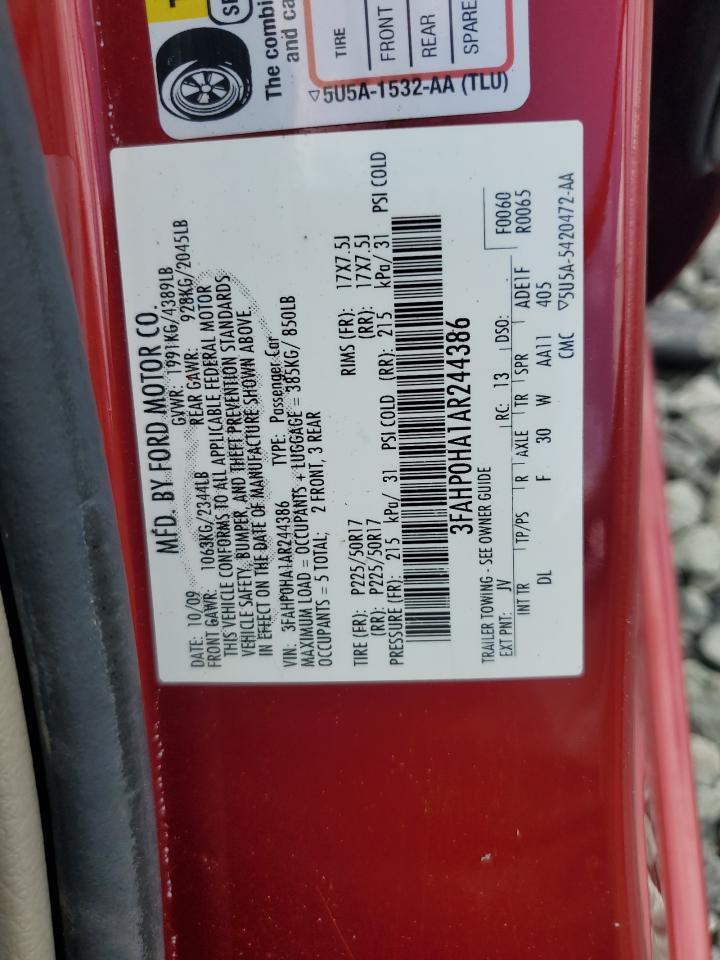 The combi
and ca
TIRE
FRONT
REAR
SPARE
▽5U5A-1532-AA (TLU)
MFD. BY FORD MOTOR CO.
DATE: 10/09 GVWR: 1991KG/4389LB
FRONT GAWR: 1063KG/2344LB REAR GAWR: 928KG/2045LB
THIS VEHICLE CONFORMS TO ALL APPLICABLE FEDERAL MOTOR
VEHICLE SAFETY, BUMPER, AND THEFT PREVENTION STANDARDS
IN EFFECT ON THE DATE OF MANUFACTURE SHOWN ABOVE.
VIN: 3FAHP0HA1AR244386 TYPE: Passenger Car
MAXIMUM LOAD = OCCUPANTS + LUGGAGE = 385KG/ 850LB
OCCUPANTS = 5 TOTAL; 2 FRONT, 3 REAR
TIRE (FR): P225/50R17 RIMS (FR): 17X7.5J
(RR): P225/50R17 (RR): 17X7.5J
PRESSURE (FR): 215 kPa/ 31 PSI COLD (RR): 215 kPa/ 31 PSI COLD
3FAHP0HA1AR244386
TRAILER TOWING - SEE OWNER GUIDE F0060
EXT PNT: JV RC: 13 DSO: R0065
INT TR TP/PS R AXLE TR SPR ADE1F
DL F 30 W AA11 405
CMC ▽5U5A-5420472-AA